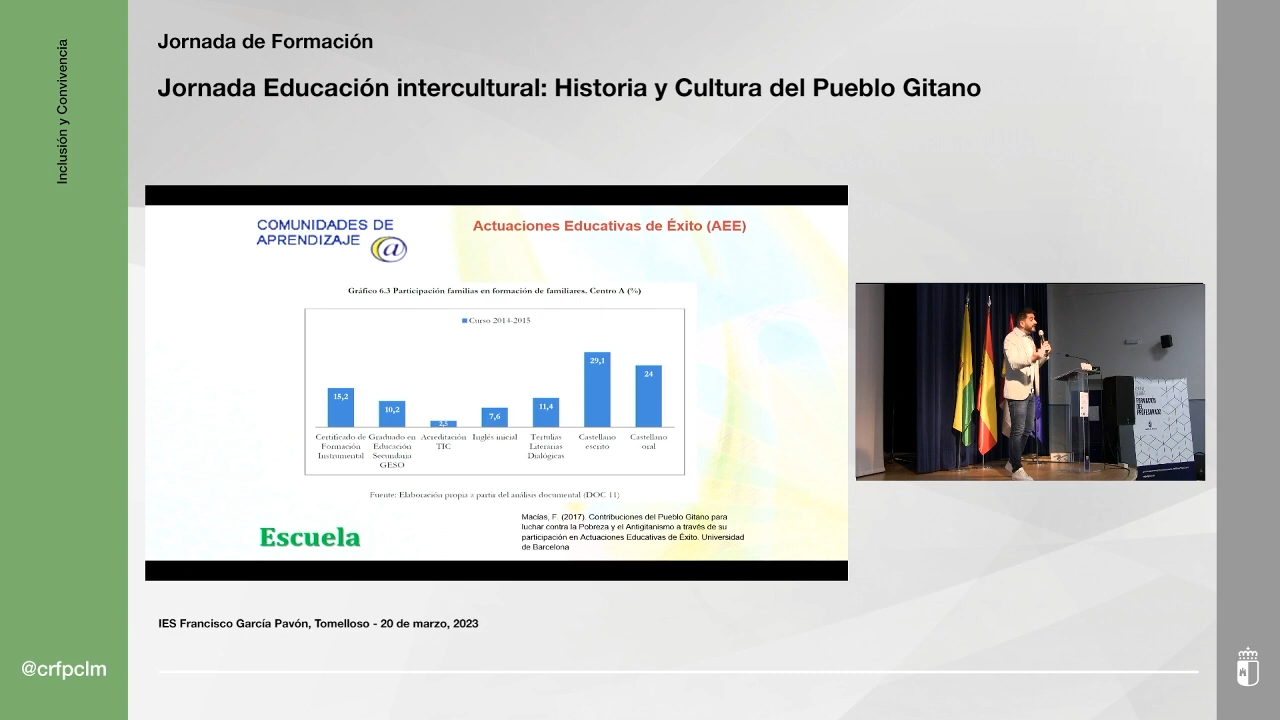 Inclusión y Convivencia
Jornada de Formación
Jornada Educación intercultural: Historia y Cultura del Pueblo Gitano
COMUNIDADES DE
APRENDIZAJE @
Actuaciones Educativas de Éxito (AEE)
Gráfico 6.3 Participación familias en formación de familiares. Centro A (%)
Curso 2014-2015
15,2
10,2
2,5
7,6
11,4
29,1
24
Certificado de
Formación
Instrumental
Graduado en
Educación
Secundaria
GESO
Acreditación
TIC
Inglés inicial
Tertulias
Literarias
Dialógicas
Castellano
escrito
Castellano
oral
Fuente: Elaboración propia a partir del análisis documental (DOC 11)
Escuela
Macías, F. (2017). Contribuciones del Pueblo Gitano para
luchar contra la Pobreza y el Antigitanismo a través de su
participación en Actuaciones Educativas de Éxito. Universidad
de Barcelona
IES Francisco García Pavón, Tomelloso - 20 de marzo, 2023
@crfpclm